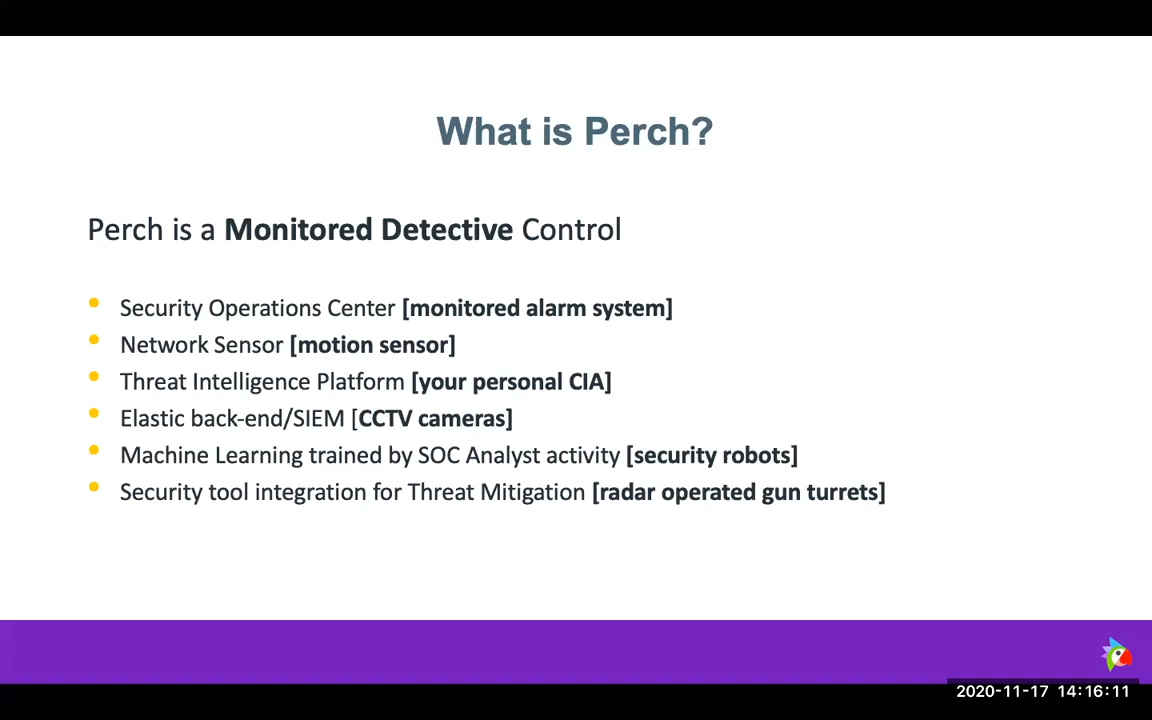 What is Perch?
Perch is a Monitored Detective Control
• Security Operations Center [monitored alarm system]
• Network Sensor [motion sensor]
• Threat Intelligence Platform [your personal CIA]
• Elastic back-end/SIEM [CCTV cameras]
• Machine Learning trained by SOC Analyst activity [security robots]
• Security tool integration for Threat Mitigation [radar operated gun turrets]
2020-11-17 14:16:11